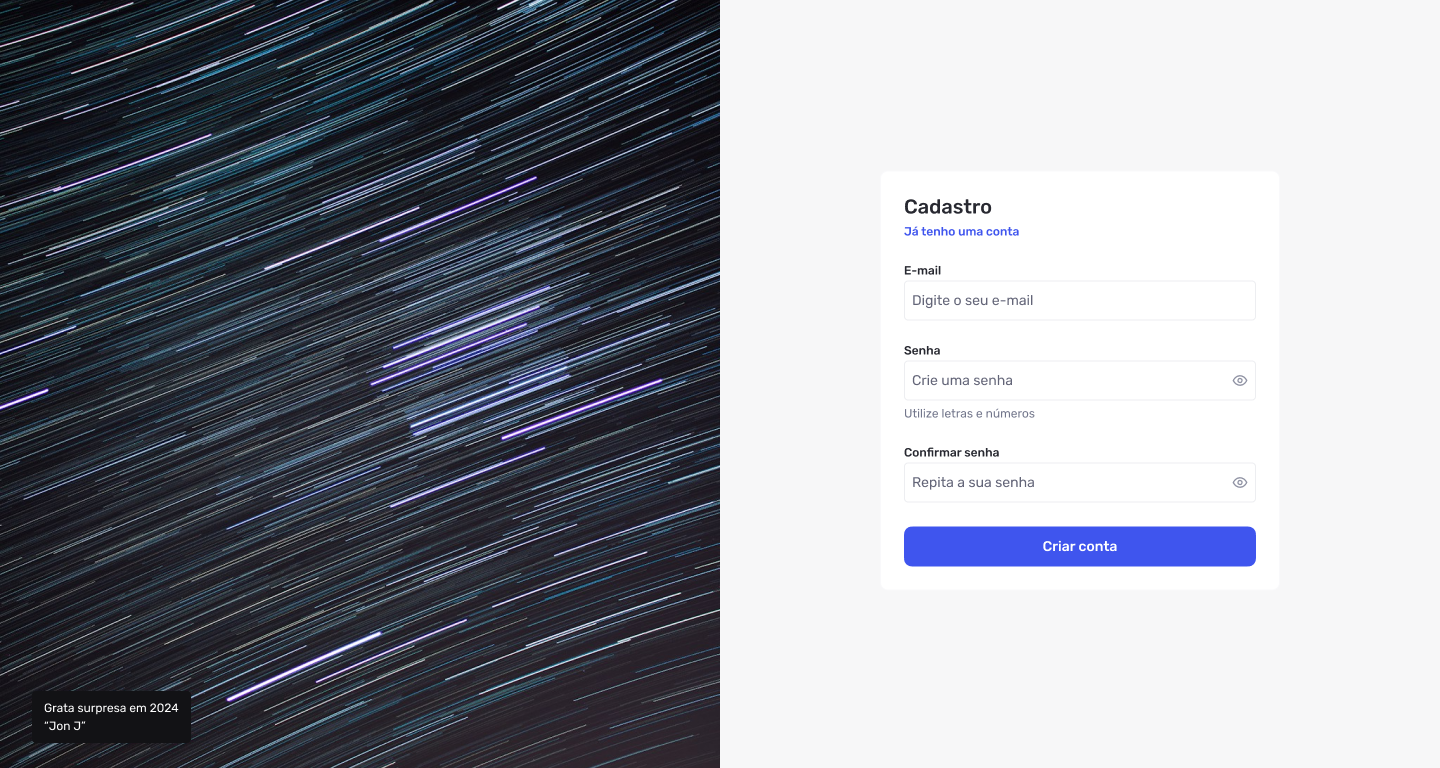 Grata surpresa em 2024
“Jon J”
Cadastro
Já tenho uma conta
E-mail
Digite o seu e-mail
Senha
Crie uma senha
Utilize letras e números
Confirmar senha
Repita a sua senha
Criar conta